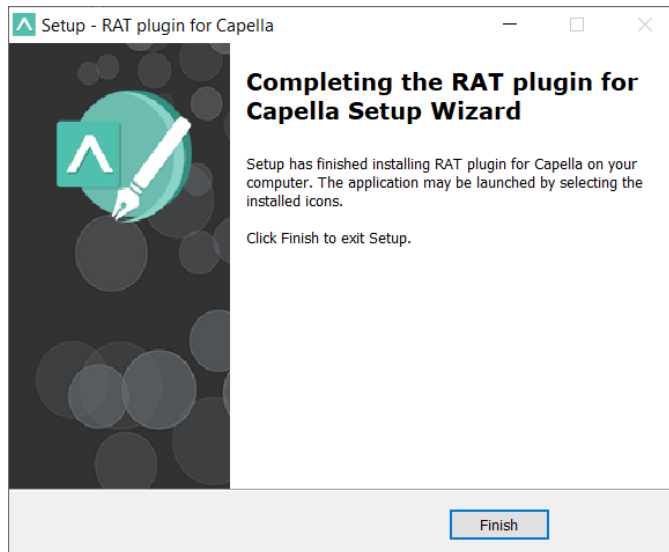 Setup - RAT plugin for Capella
Completing the RAT plugin for
Capella Setup Wizard
Setup has finished installing RAT plugin for Capella on your
computer. The application may be launched by selecting the
installed icons.
Click Finish to exit Setup.
Finish